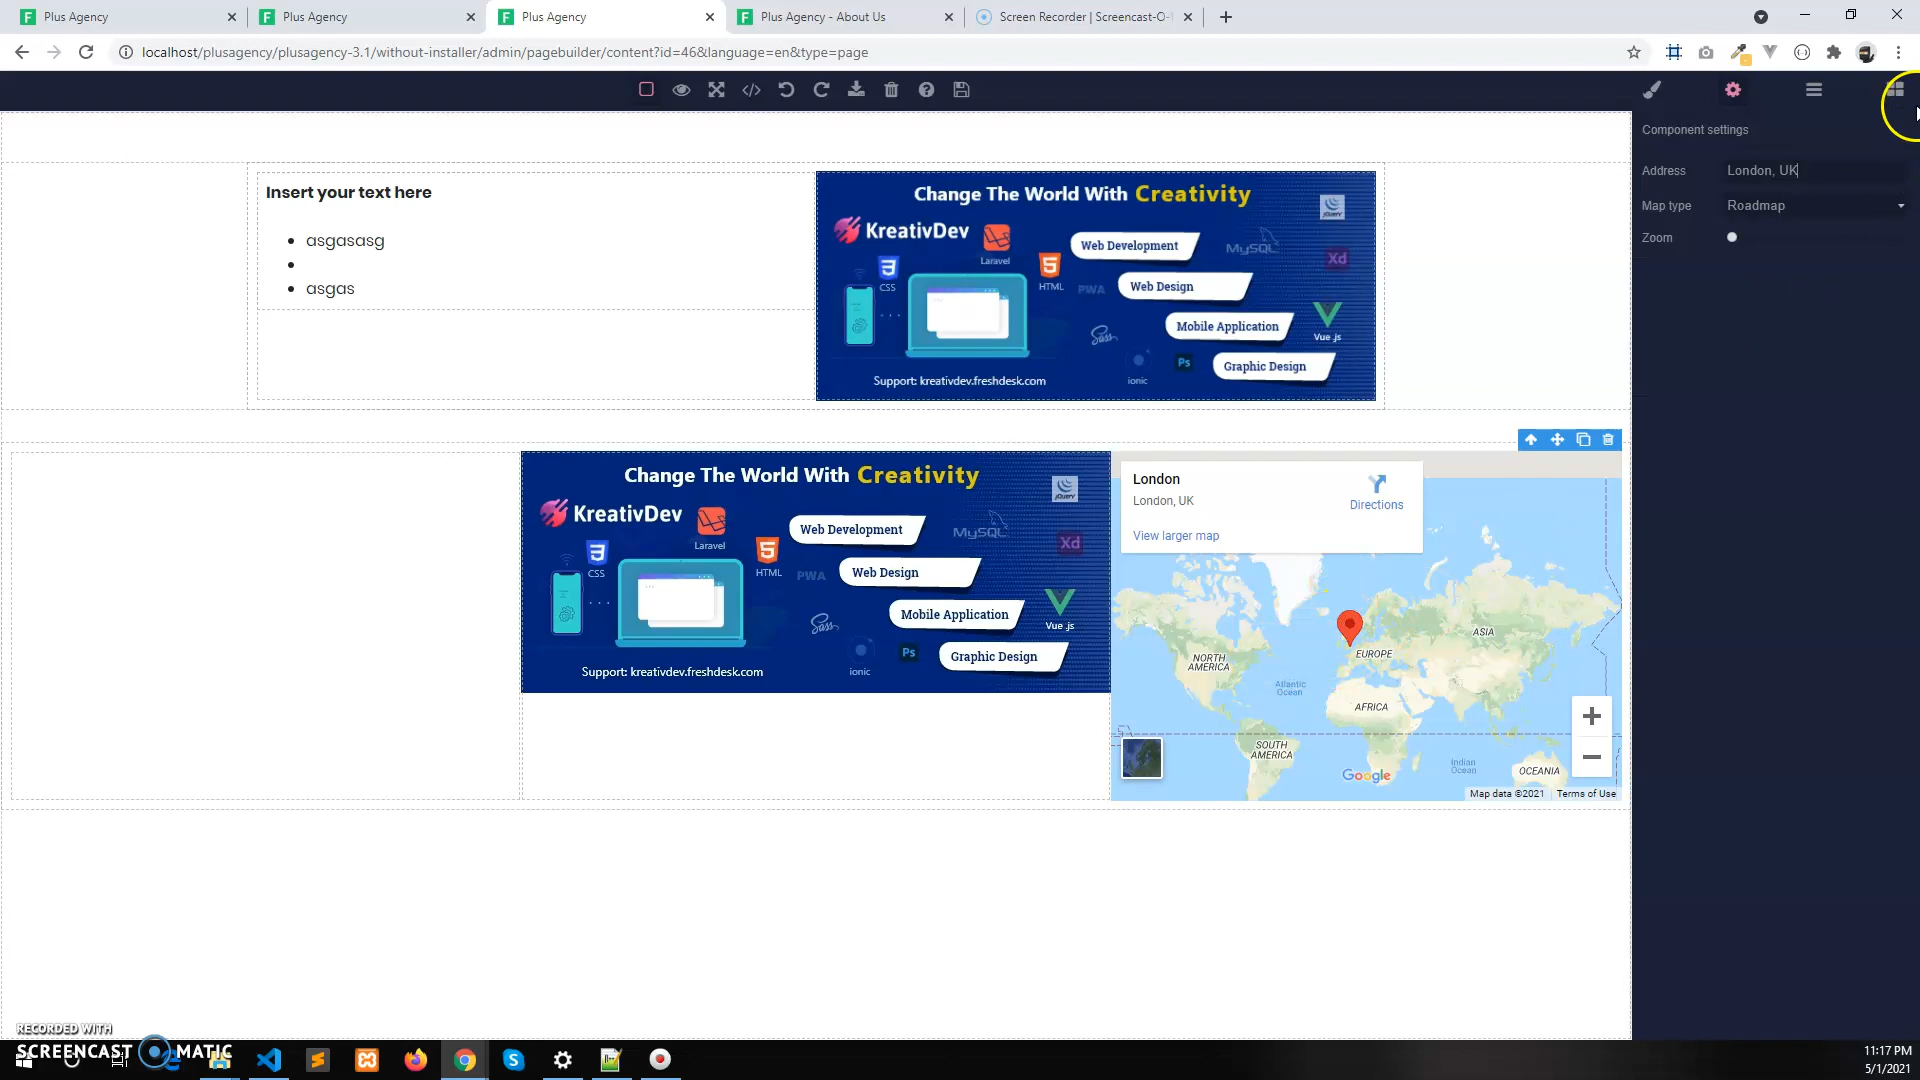 Plus Agency
Plus Agency
Plus Agency
Plus Agency - About Us
Screen Recorder | Screencast-O-
localhost/plusagency/plusagency-3.1/without-installer/admin/pagebuilder/content?id=46&language=en&type=page
Component settings
Address London, UK
Map type Roadmap
Zoom
Insert your text here
asgasasg
asgas
Change The World With Creativity
jQuery
KreativDev
Laravel
Web Development
MySQL
Xd
CSS
HTML
PWA
Web Design
Mobile Application
Sass
Vue.js
Ps
ionic
Graphic Design
Support: kreativdev.freshdesk.com
Change The World With Creativity
jQuery
KreativDev
Laravel
Web Development
MySQL
Xd
CSS
HTML
PWA
Web Design
Mobile Application
Sass
Vue.js
Ps
ionic
Graphic Design
Support: kreativdev.freshdesk.com
London
London, UK
Directions
View larger map
NORTH AMERICA
Atlantic Ocean
EUROPE
ASIA
AFRICA
SOUTH AMERICA
Indian Ocean
OCEANIA
Google
Map data ©2021
Terms of Use
RECORDED WITH
SCREENCAST MATIC
11:17 PM
5/1/2021